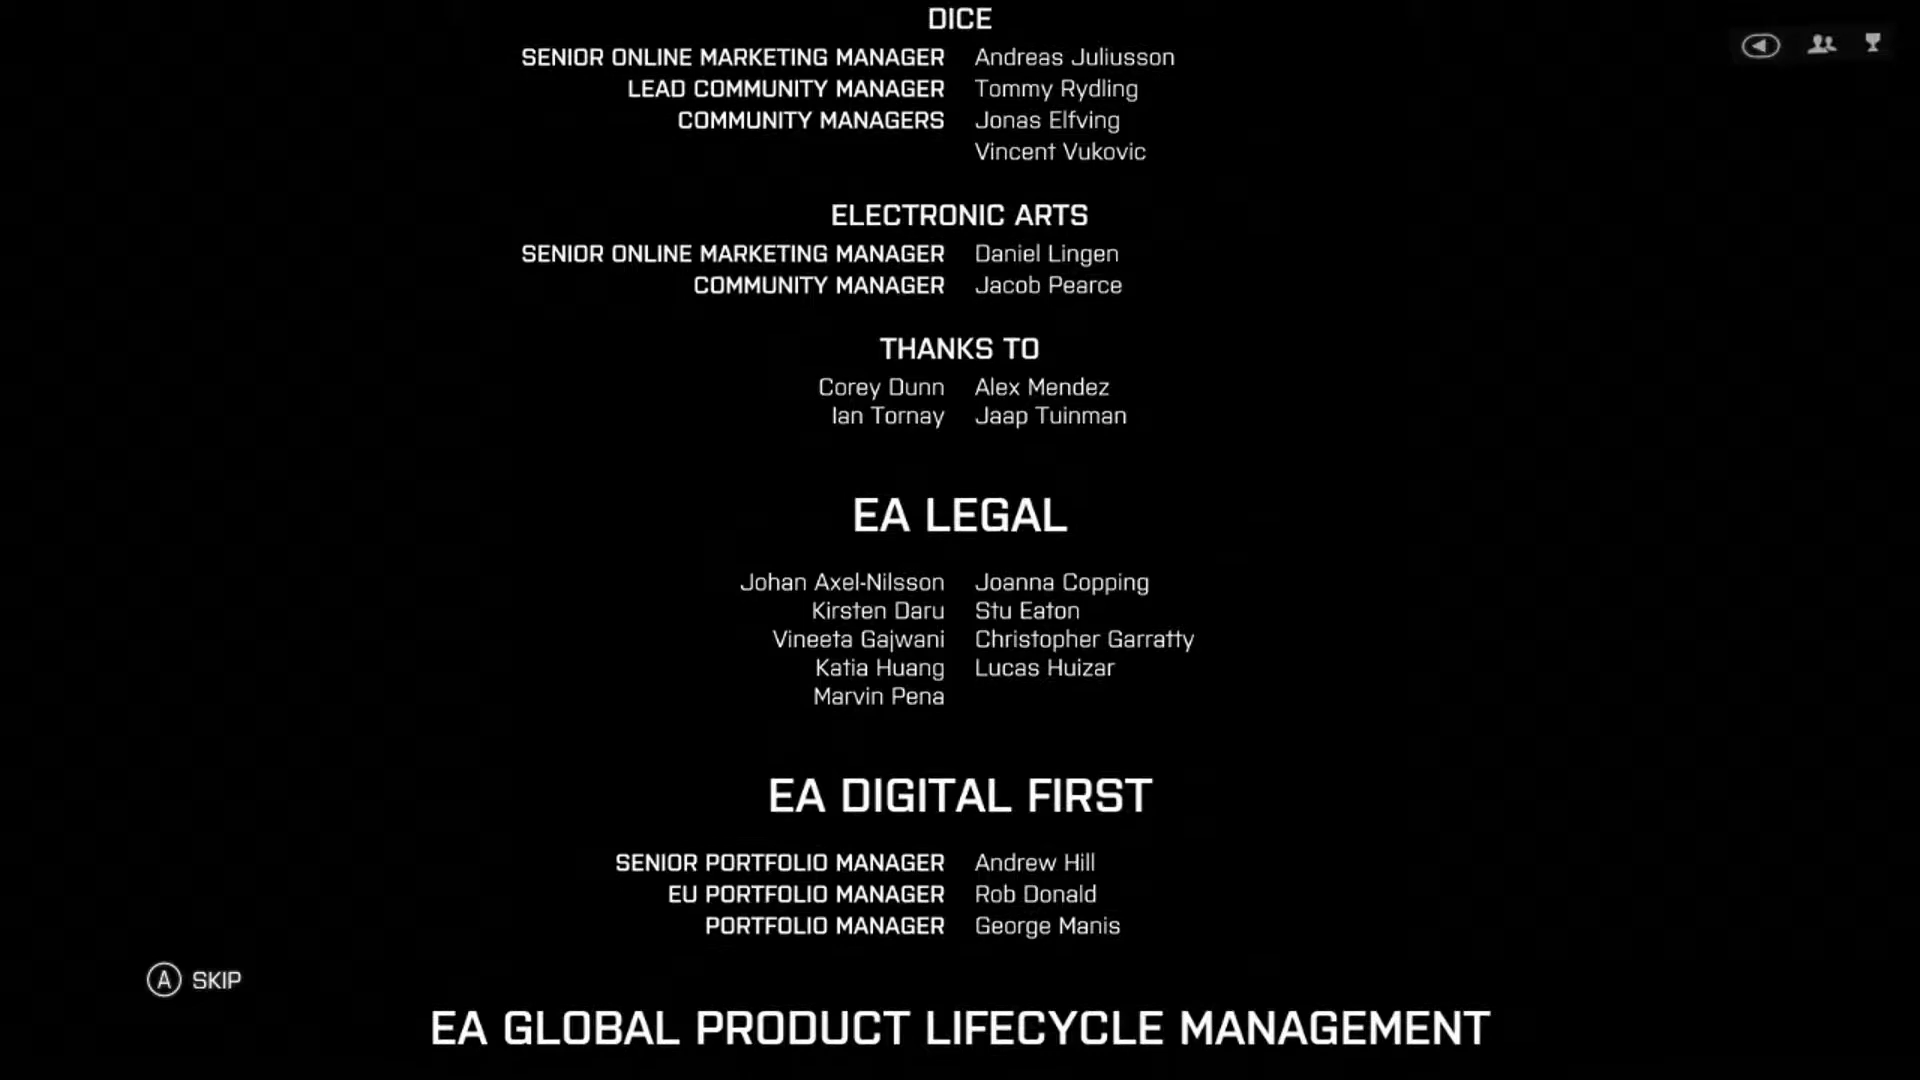 DICE
SENIOR ONLINE MARKETING MANAGER Andreas Juliusson
LEAD COMMUNITY MANAGER Tommy Rydling
COMMUNITY MANAGERS Jonas Elfving
Vincent Vukovic
ELECTRONIC ARTS
SENIOR ONLINE MARKETING MANAGER Daniel Lingen
COMMUNITY MANAGER Jacob Pearce
THANKS TO
Corey Dunn Alex Mendez
Ian Tornay Jaap Tuinman
EA LEGAL
Johan Axel-Nilsson Joanna Copping
Kirsten Daru Stu Eaton
Vineeta Gajwani Christopher Garratty
Katia Huang Lucas Huizar
Marvin Pena
EA DIGITAL FIRST
SENIOR PORTFOLIO MANAGER Andrew Hill
EU PORTFOLIO MANAGER Rob Donald
PORTFOLIO MANAGER George Manis
A SKIP
EA GLOBAL PRODUCT LIFECYCLE MANAGEMENT